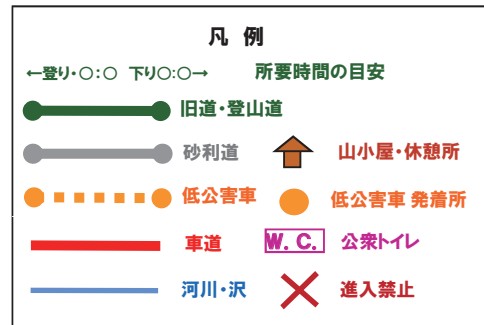 凡 例
←登り・○:○ 下り○:○→ 所要時間の目安
旧道・登山道
砂利道 山小屋・休憩所
低公害車 低公害車 発着所
車道 W.C. 公衆トイレ
河川・沢 進入禁止